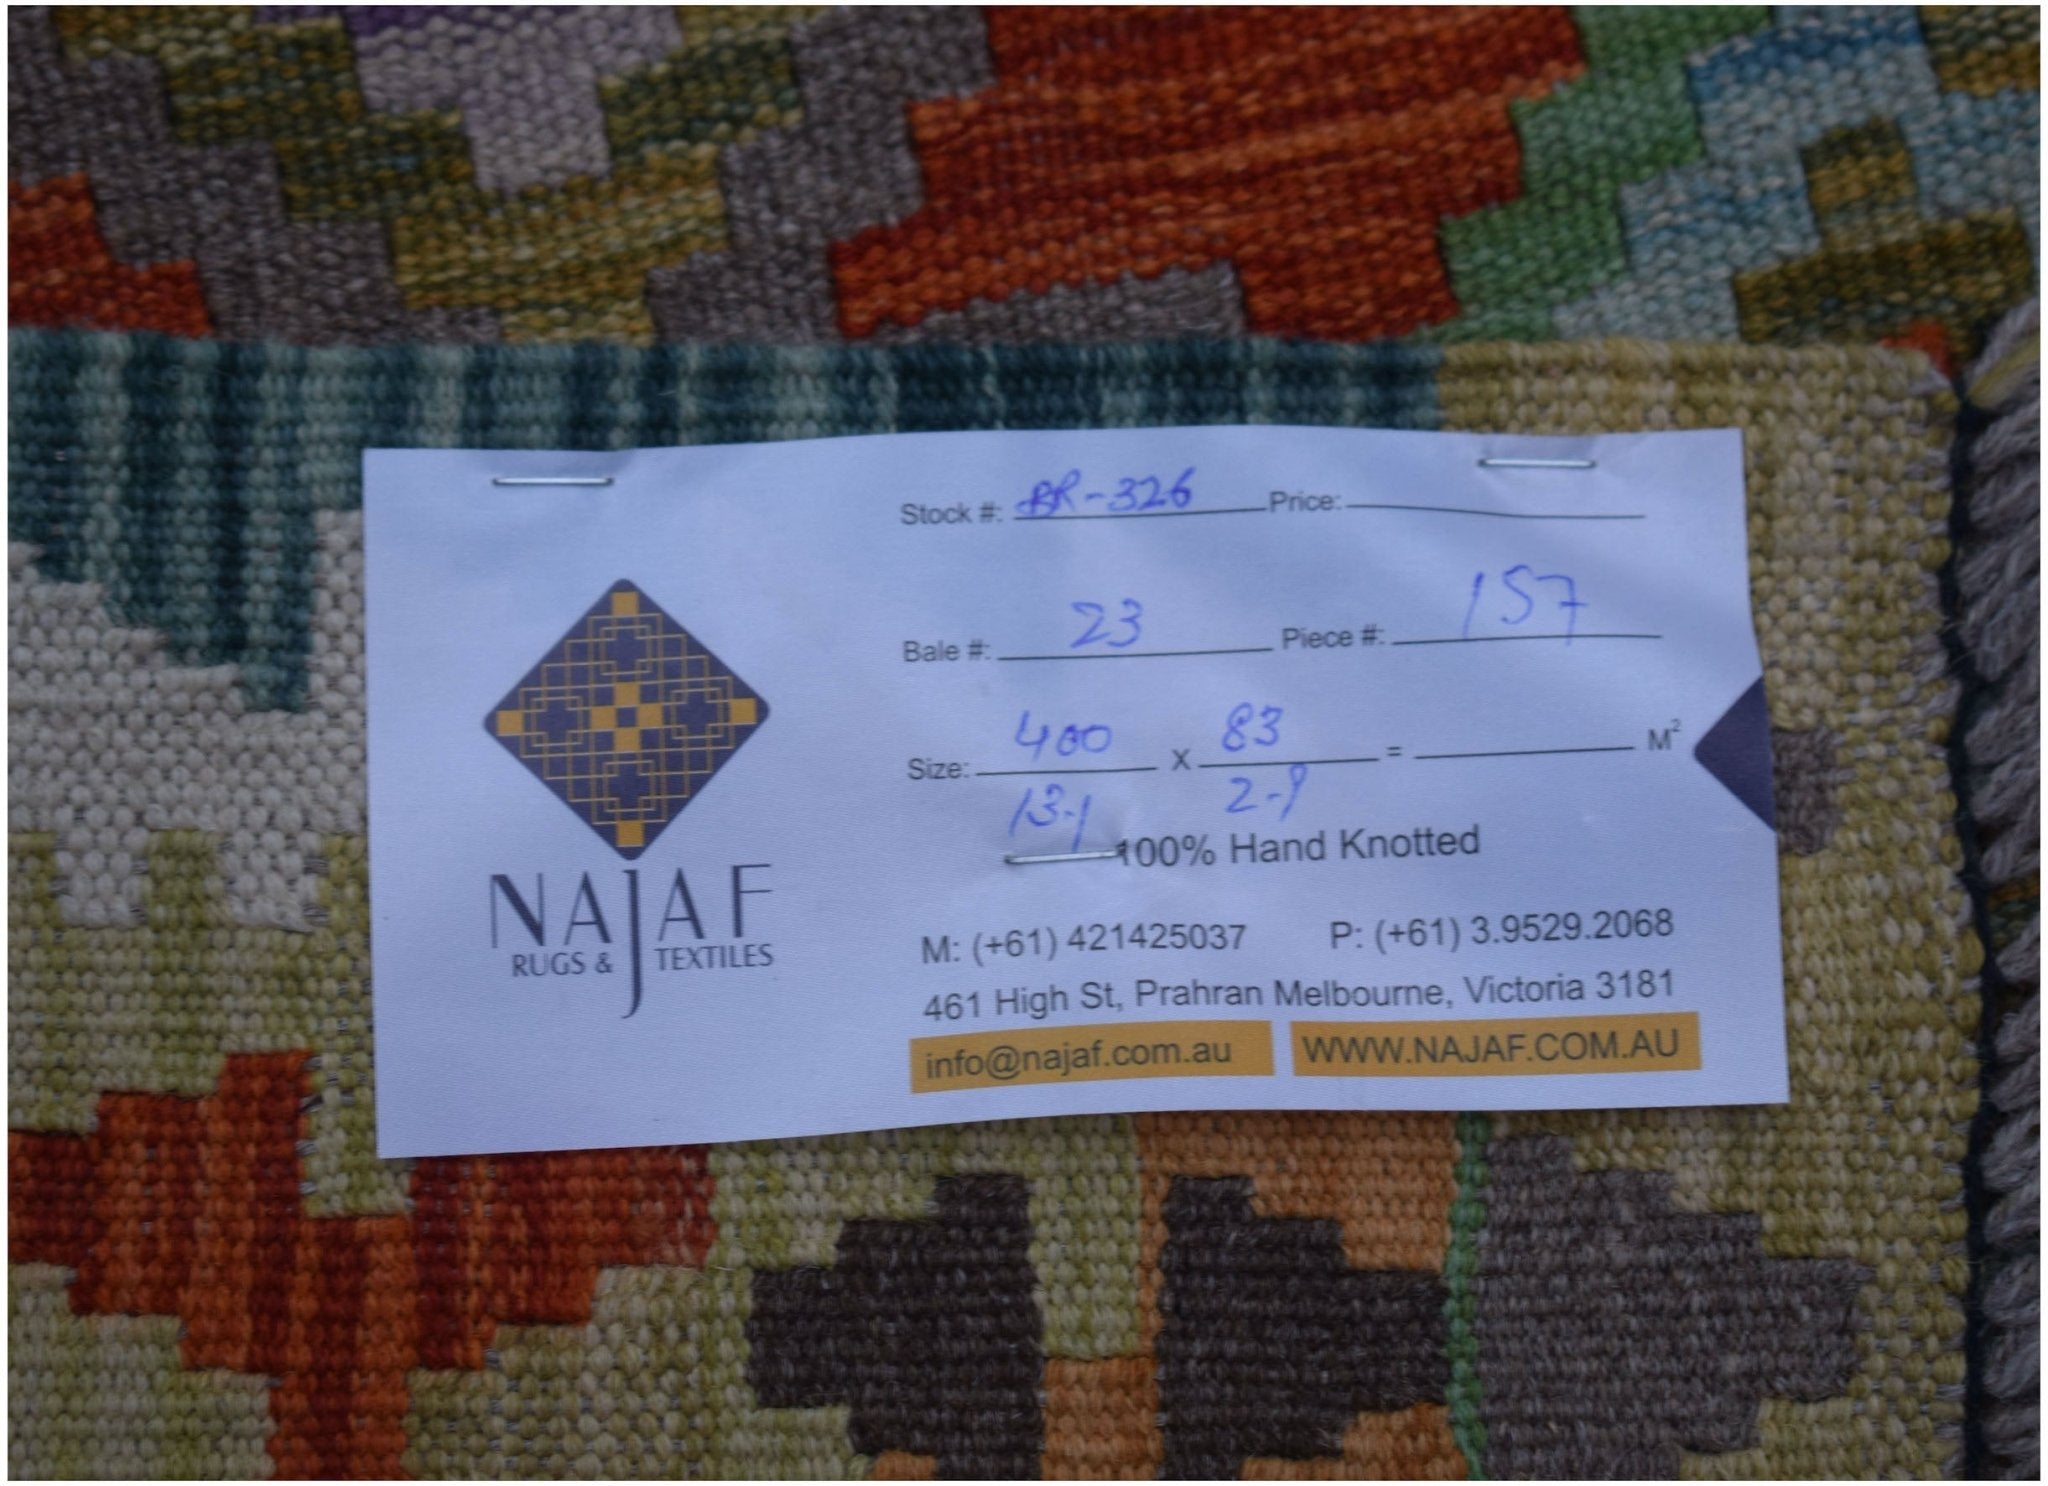 Stock #: BR-326 Price:
Bale #: 23 Piece #: 157
Size: 400 X 83 = M²
13-1 2-9
100% Hand Knotted
NAJAF
RUGS & TEXTILES
M: (+61) 421425037 P: (+61) 3.9529.2068
461 High St, Prahran Melbourne, Victoria 3181
info@najaf.com.au WWW.NAJAF.COM.AU